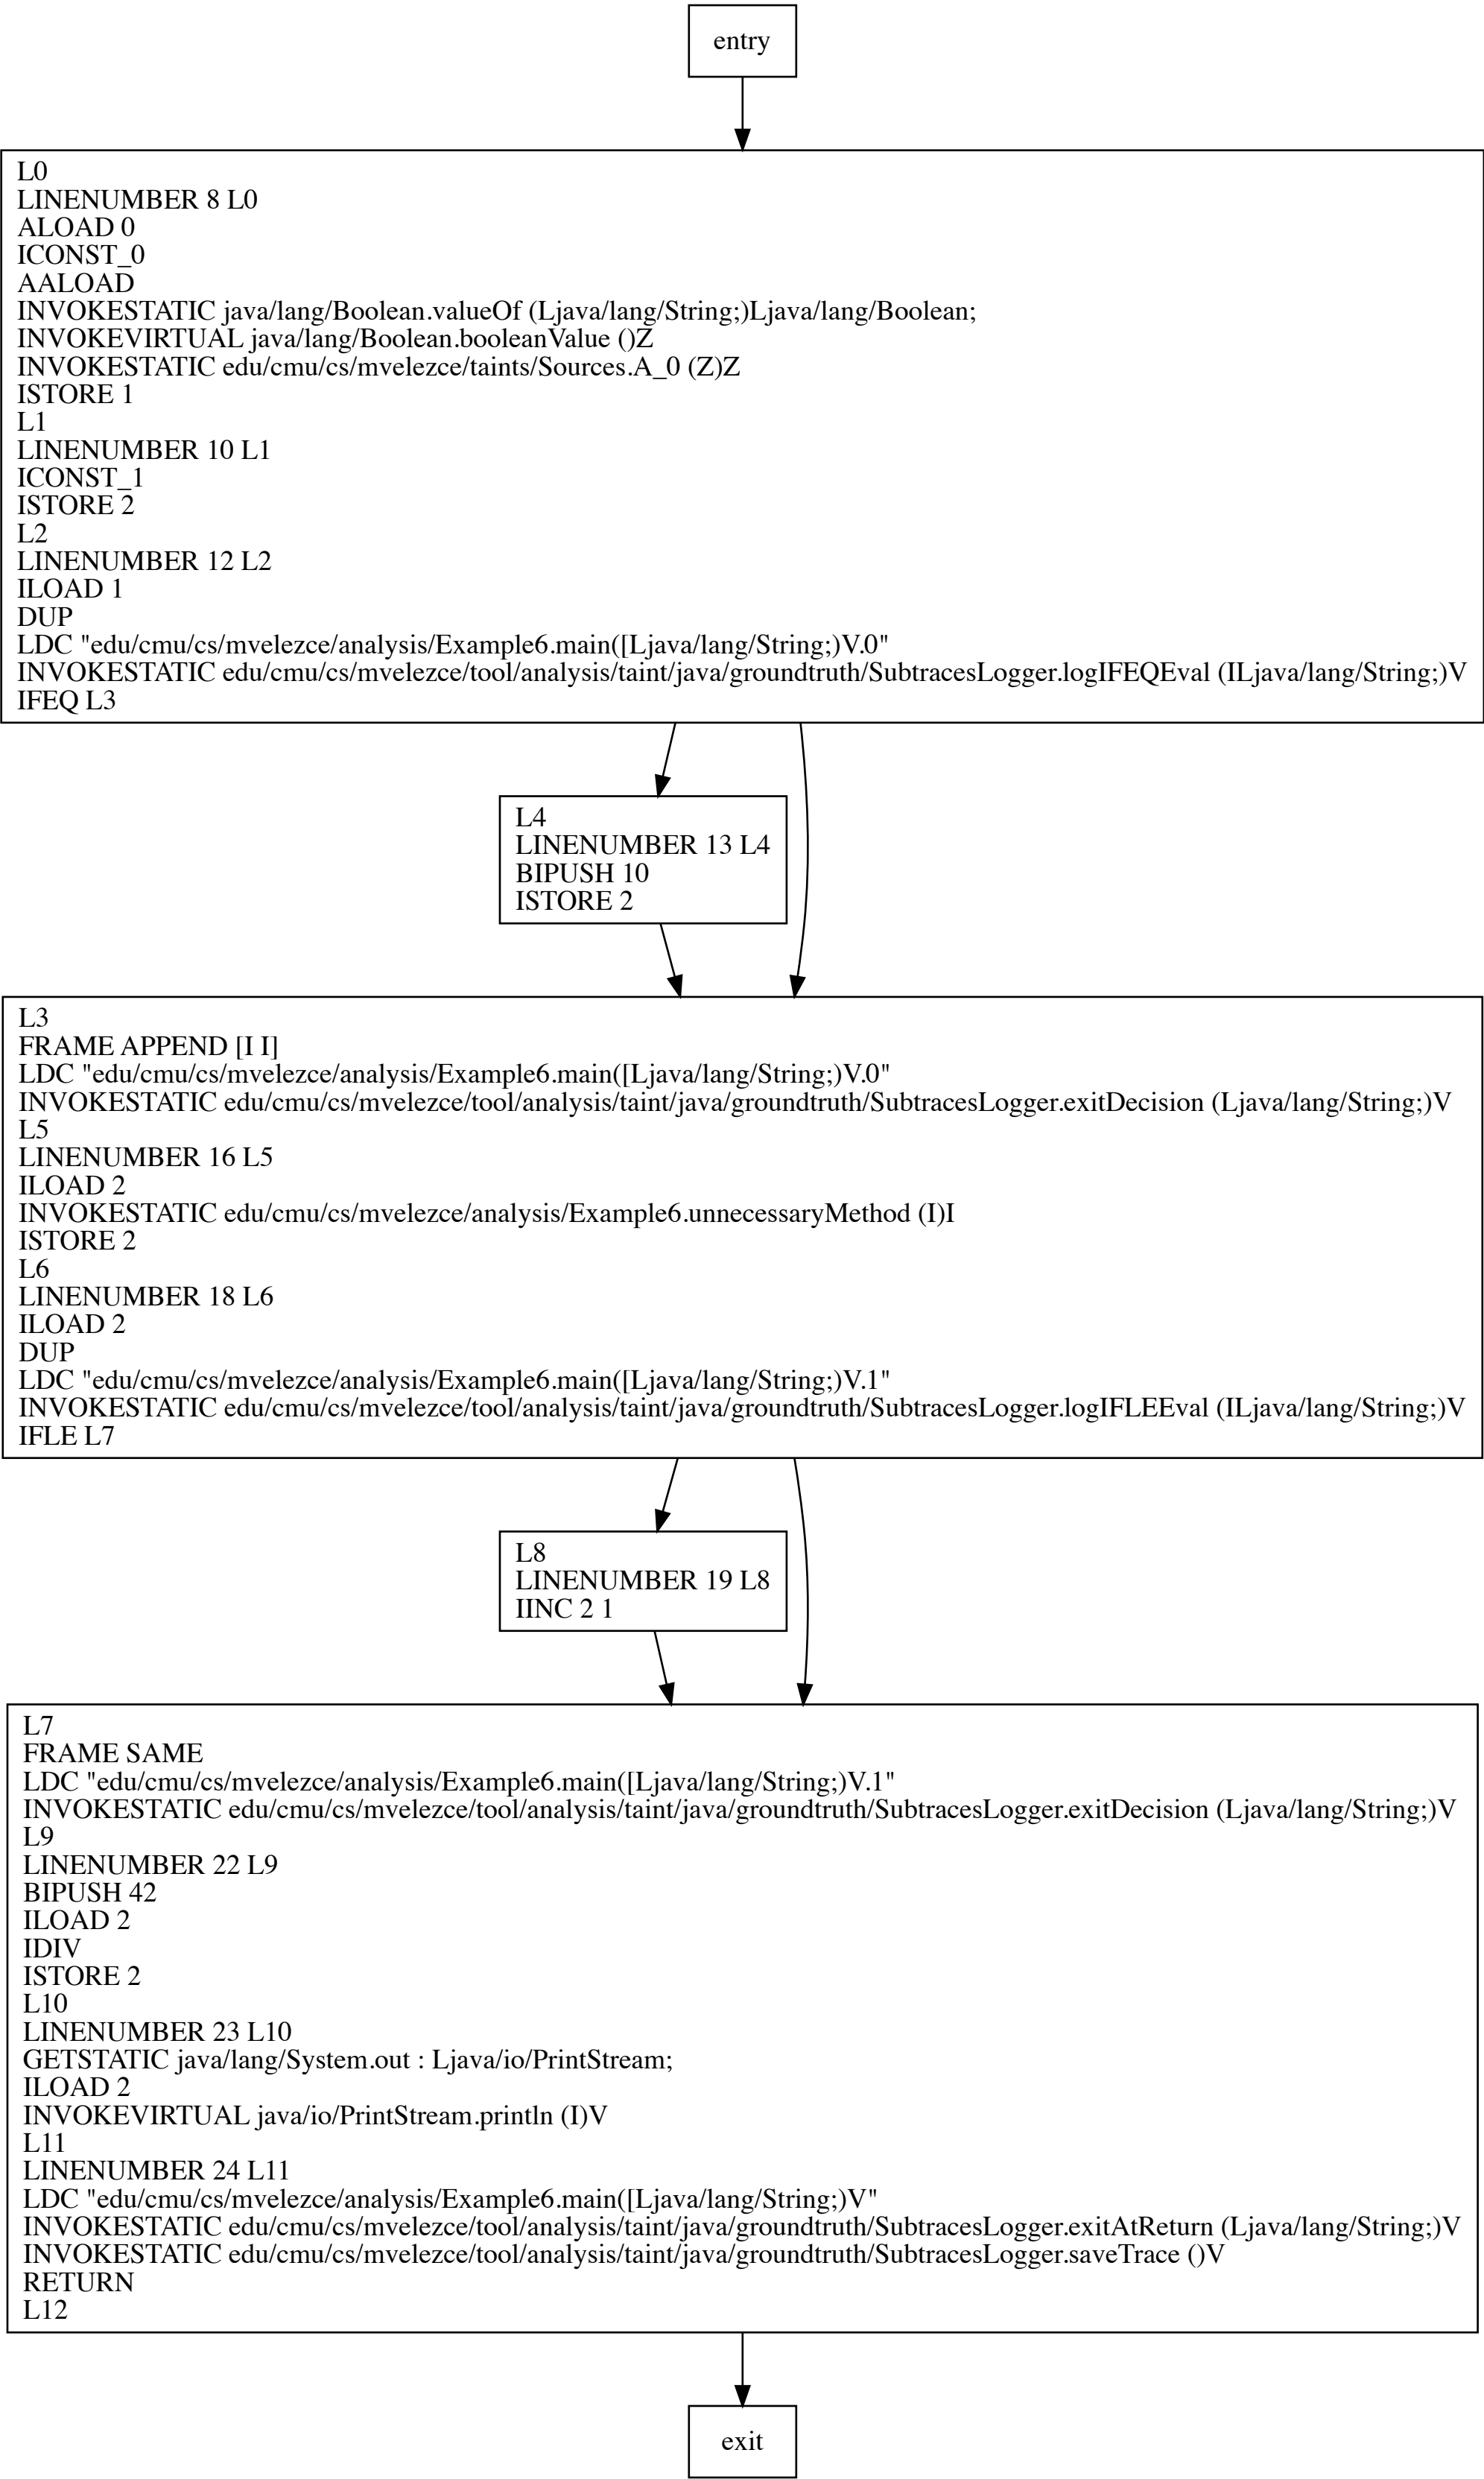 entry
L0
LINENUMBER 8 L0
ALOAD 0
ICONST_0
AALOAD
INVOKESTATIC java/lang/Boolean.valueOf (Ljava/lang/String;)Ljava/lang/Boolean;
INVOKEVIRTUAL java/lang/Boolean.booleanValue ()Z
INVOKESTATIC edu/cmu/cs/mvelezce/taints/Sources.A_0 (Z)Z
ISTORE 1
L1
LINENUMBER 10 L1
ICONST_1
ISTORE 2
L2
LINENUMBER 12 L2
ILOAD 1
DUP
LDC "edu/cmu/cs/mvelezce/analysis/Example6.main([Ljava/lang/String;)V.0"
INVOKESTATIC edu/cmu/cs/mvelezce/tool/analysis/taint/java/groundtruth/SubtracesLogger.logIFEQEval (ILjava/lang/String;)V
IFEQ L3
L4
LINENUMBER 13 L4
BIPUSH 10
ISTORE 2
L3
FRAME APPEND [I I]
LDC "edu/cmu/cs/mvelezce/analysis/Example6.main([Ljava/lang/String;)V.0"
INVOKESTATIC edu/cmu/cs/mvelezce/tool/analysis/taint/java/groundtruth/SubtracesLogger.exitDecision (Ljava/lang/String;)V
L5
LINENUMBER 16 L5
ILOAD 2
INVOKESTATIC edu/cmu/cs/mvelezce/analysis/Example6.unnecessaryMethod (I)I
ISTORE 2
L6
LINENUMBER 18 L6
ILOAD 2
DUP
LDC "edu/cmu/cs/mvelezce/analysis/Example6.main([Ljava/lang/String;)V.1"
INVOKESTATIC edu/cmu/cs/mvelezce/tool/analysis/taint/java/groundtruth/SubtracesLogger.logIFLEEval (ILjava/lang/String;)V
IFLE L7
L8
LINENUMBER 19 L8
IINC 2 1
L7
FRAME SAME
LDC "edu/cmu/cs/mvelezce/analysis/Example6.main([Ljava/lang/String;)V.1"
INVOKESTATIC edu/cmu/cs/mvelezce/tool/analysis/taint/java/groundtruth/SubtracesLogger.exitDecision (Ljava/lang/String;)V
L9
LINENUMBER 22 L9
BIPUSH 42
ILOAD 2
IDIV
ISTORE 2
L10
LINENUMBER 23 L10
GETSTATIC java/lang/System.out : Ljava/io/PrintStream;
ILOAD 2
INVOKEVIRTUAL java/io/PrintStream.println (I)V
L11
LINENUMBER 24 L11
LDC "edu/cmu/cs/mvelezce/analysis/Example6.main([Ljava/lang/String;)V"
INVOKESTATIC edu/cmu/cs/mvelezce/tool/analysis/taint/java/groundtruth/SubtracesLogger.exitAtReturn (Ljava/lang/String;)V
INVOKESTATIC edu/cmu/cs/mvelezce/tool/analysis/taint/java/groundtruth/SubtracesLogger.saveTrace ()V
RETURN
L12
exit